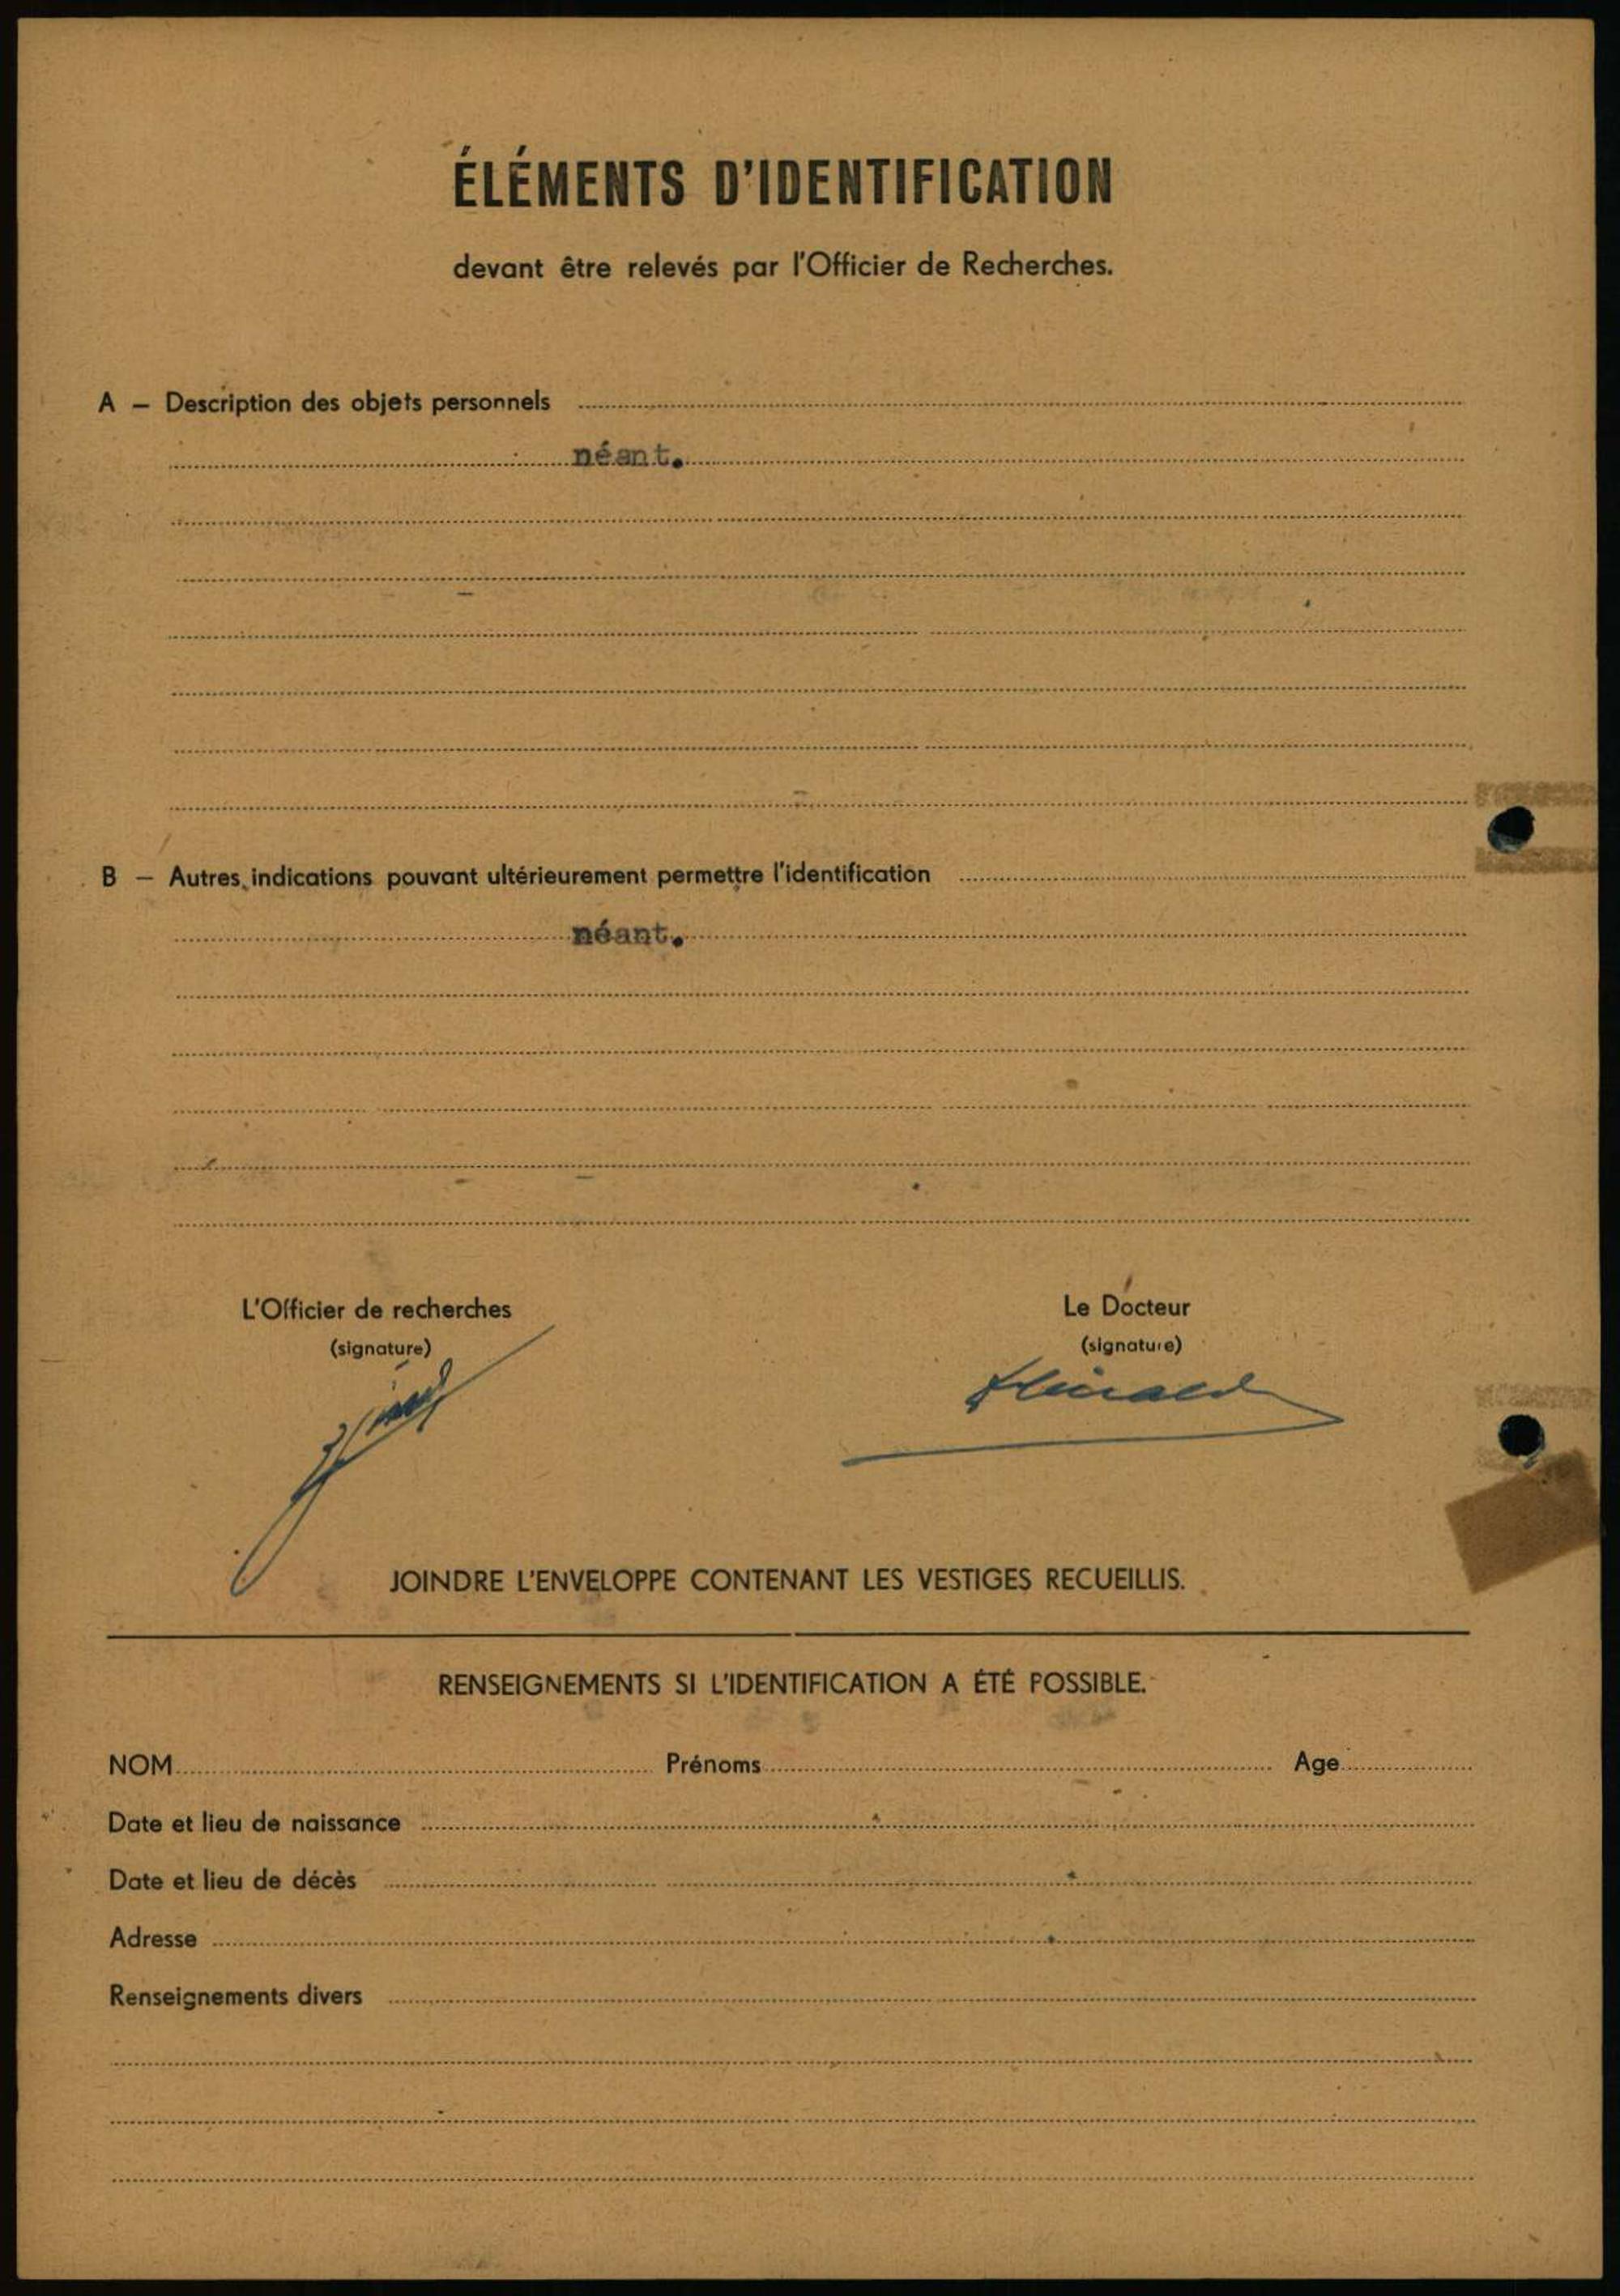 ÉLÉMENTS D'IDENTIFICATION
devant être relevés par l'Officier de Recherches.
A — Description des objets personnels
néant.
B — Autres indications pouvant ultérieurement permettre l'identification
néant.
L'Officier de recherches
(signature)
Le Docteur
(signature)
JOINDRE L'ENVELOPPE CONTENANT LES VESTIGES RECUEILLIS.
RENSEIGNEMENTS SI L'IDENTIFICATION A ÉTÉ POSSIBLE.
NOM Prénoms Age
Date et lieu de naissance
Date et lieu de décès
Adresse
Renseignements divers